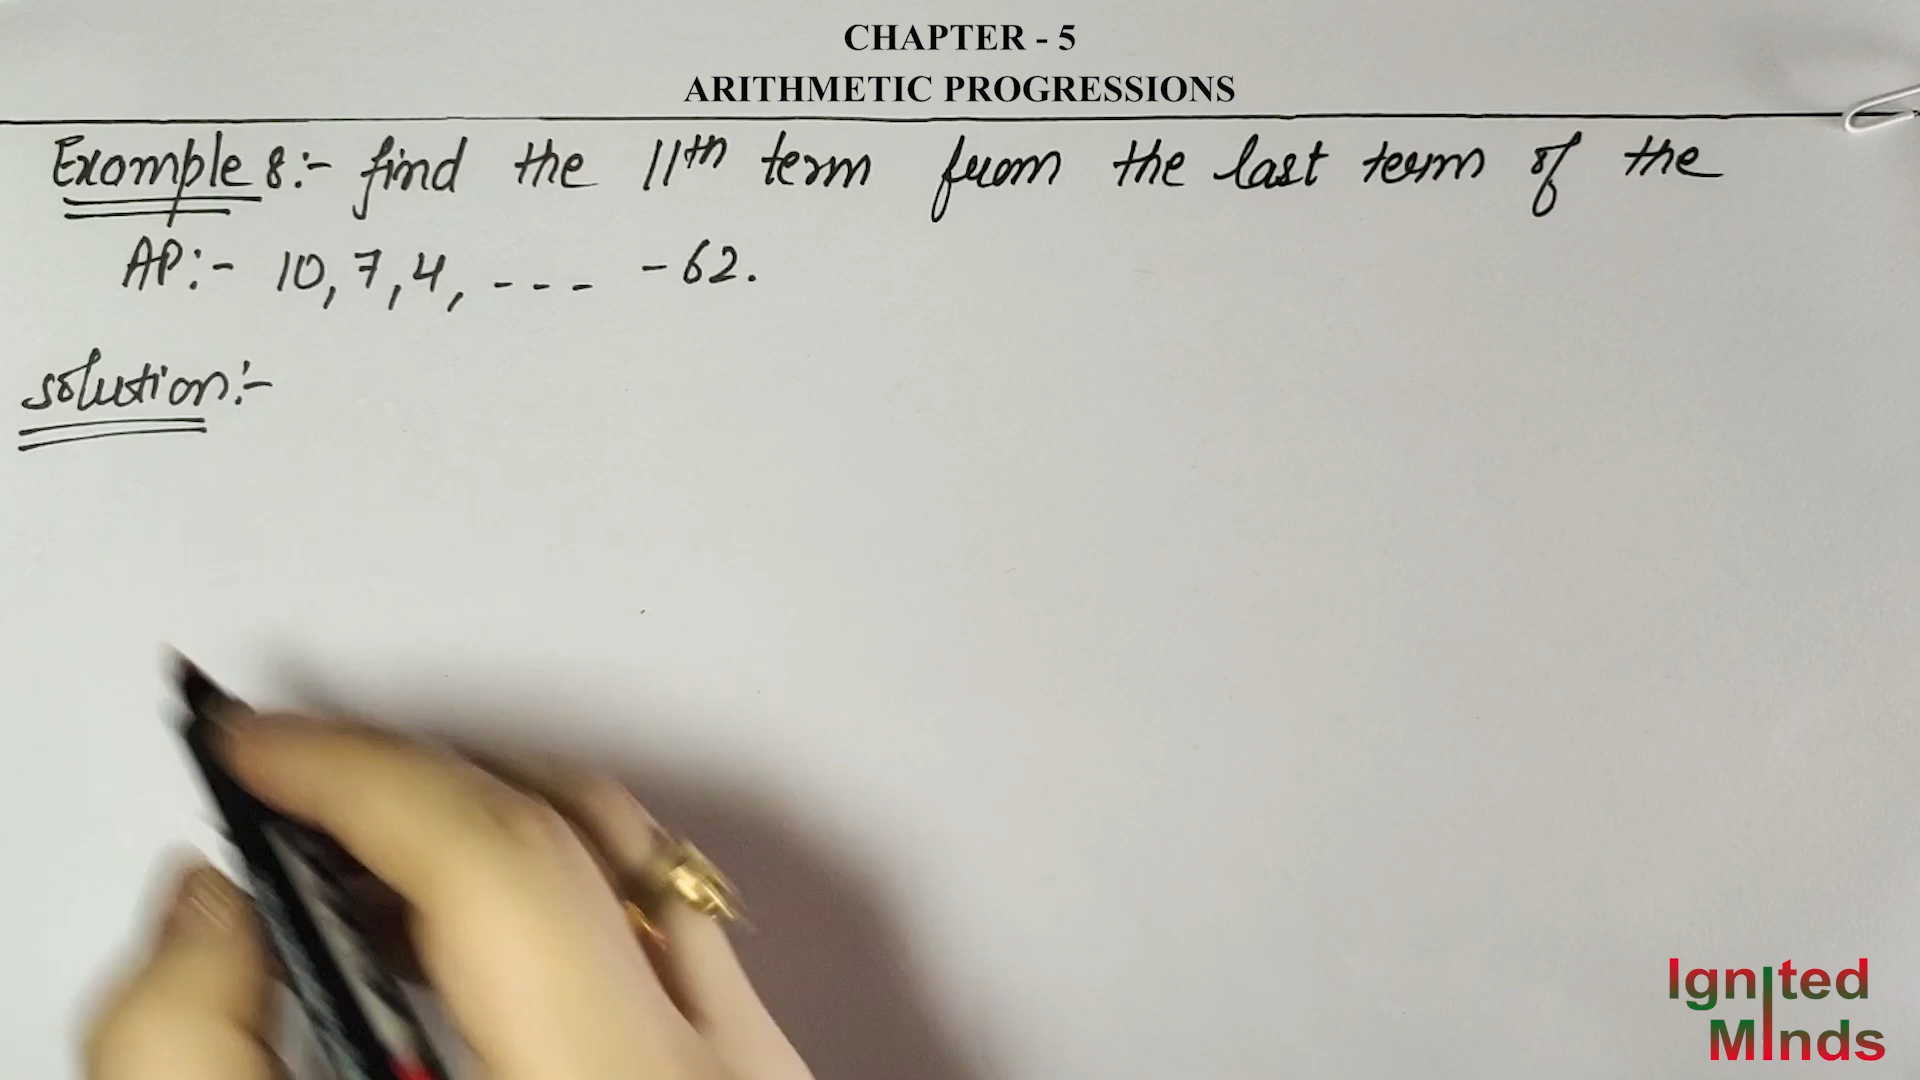 CHAPTER - 5
ARITHMETIC PROGRESSIONS
Example 8:- find the 11th term from the last term of the
AP:- 10, 7, 4, - - - -62.
solution:-
Ignited
Minds